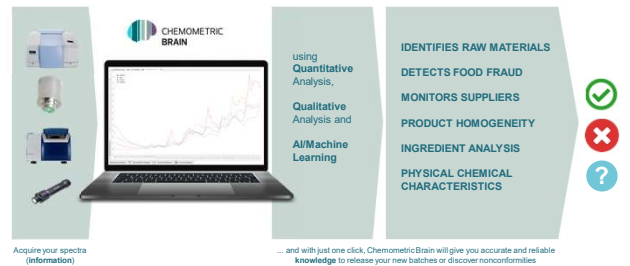 CHEMOMETRIC
BRAIN
using
Quantitative
Analysis,
Qualitative
Analysis and
AI/Machine
Learning
IDENTIFIES RAW MATERIALS
DETECTS FOOD FRAUD
MONITORS SUPPLIERS
PRODUCT HOMOGENEITY
INGREDIENT ANALYSIS
PHYSICAL CHEMICAL
CHARACTERISTICS
?
Acquire your spectra
(information)
... and with just one click, ChemometricBrain will give you accurate and reliable
knowledge to release your new batches or discover nonconformities